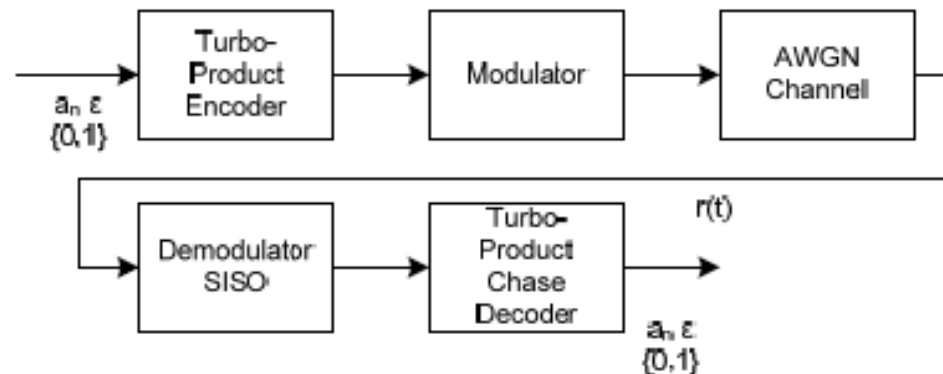 Turbo-
Product
Encoder
Modulator
AWGN
Channel
aₙ ε
{0,1}
r(t)
Demodulator
SISO
Turbo-
Product
Chase
Decoder
aₙ ε
{0,1}